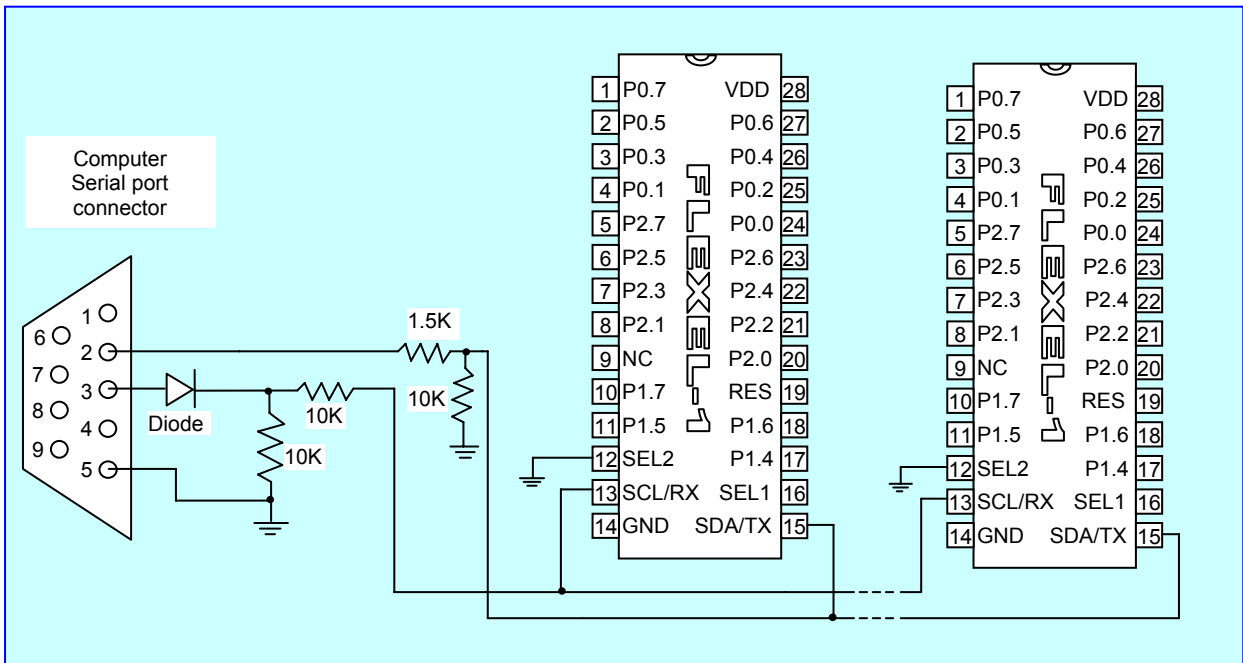 Computer
Serial port
connector
1
6
2
7
3
8
4
9
5
Diode
1.5K
10K
10K
10K
1 P0.7 VDD 28
2 P0.5 P0.6 27
3 P0.3 P0.4 26
4 P0.1 P0.2 25
5 P2.7 P0.0 24
6 P2.5 P2.6 23
7 P2.3 P2.4 22
8 P2.1 P2.2 21
9 NC P2.0 20
10 P1.7 RES 19
11 P1.5 P1.6 18
12 SEL2 P1.4 17
13 SCL/RX SEL1 16
14 GND SDA/TX 15
FLEXEL-1
1 P0.7 VDD 28
2 P0.5 P0.6 27
3 P0.3 P0.4 26
4 P0.1 P0.2 25
5 P2.7 P0.0 24
6 P2.5 P2.6 23
7 P2.3 P2.4 22
8 P2.1 P2.2 21
9 NC P2.0 20
10 P1.7 RES 19
11 P1.5 P1.6 18
12 SEL2 P1.4 17
13 SCL/RX SEL1 16
14 GND SDA/TX 15
FLEXEL-1